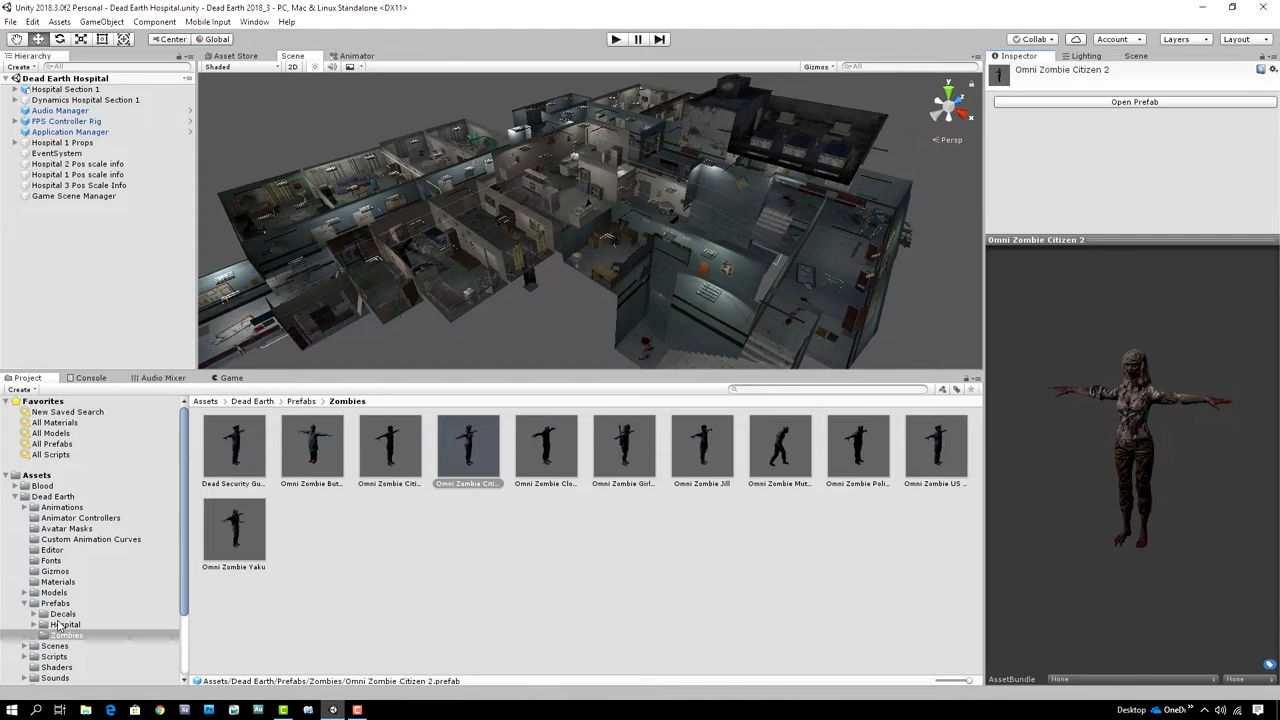 Unity 2018.3.0f2 Personal - Dead Earth Hospital.unity - Dead Earth 2018_3 - PC, Mac & Linux Standalone <DX11>
File Edit Assets GameObject Component Mobile Input Window Help
Center Global Collab Account Layers Layout
Hierarchy Asset Store Scene Animator Inspector Lighting Scene
Create All Shaded 2D Gizmos All
Omni Zombie Citizen 2
Open Prefab
Dead Earth Hospital
Hospital Section 1
Dynamics Hospital Section 1
Audio Manager
FPS Controller Rig
Application Manager
Hospital 1 Props
EventSystem
Hospital 2 Pos scale info
Hospital 1 Pos scale info
Hospital 3 Pos Scale Info
Game Scene Manager
y
z
x
Persp
Omni Zombie Citizen 2
Project Console Audio Mixer Game
Create
Favorites
New Saved Search
All Materials
All Models
All Prefabs
All Scripts
Assets
Blood
Dead Earth
Animations
Animator Controllers
Avatar Masks
Custom Animation Curves
Editor
Fonts
Gizmos
Materials
Models
Prefabs
Decals
Hospital
Zombies
Scenes
Scripts
Shaders
Sounds
Assets > Dead Earth > Prefabs > Zombies
Dead Security Gu... Omni Zombie But... Omni Zombie Citi... Omni Zombie Citi... Omni Zombie Clo... Omni Zombie Girl... Omni Zombie Jill Omni Zombie Mut... Omni Zombie Poli... Omni Zombie US ...
Omni Zombie Yaku
Assets/Dead Earth/Prefabs/Zombies/Omni Zombie Citizen 2.prefab
AssetBundle None None
Desktop OneDri